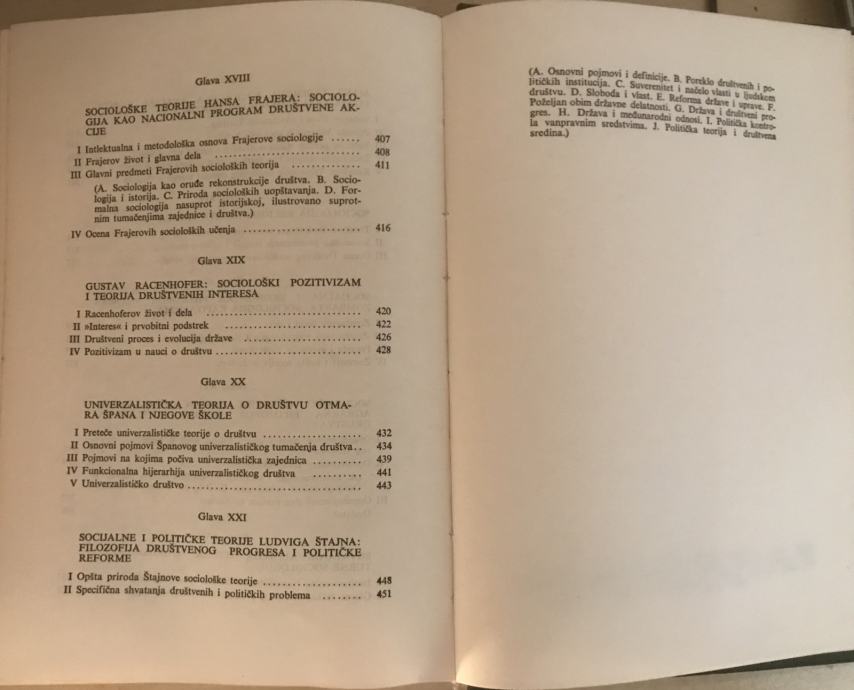 Glava XVIII
SOCIOLOŠKE TEORIJE HANSA FRAJERA: SOCIOLO-
GIJA KAO NACIONALNI PROGRAM DRUŠTVENE AK-
CIJE
I Intlektualna i metodološka osnova Frajerove sociologije ...... 407
II Frajerov život i glavna dela ........................... 408
III Glavni predmeti Frajerovih socioloških teorija ............. 411
(A. Sociologija kao oruđe rekonstrukcije društva. B. Socio-
logija i istorija. C. Priroda socioloških uopštavanja. D. For-
malna sociologija nasuprot istorijskoj, ilustrovano suprot-
nim tumačenjima zajednice i društva.)
IV Ocena Frajerovih socioloških učenja ...................... 416
Glava XIX
GUSTAV RACENHOFER: SOCIOLOŠKI POZITIVIZAM
I TEORIJA DRUŠTVENIH INTERESA
I Racenhoferov život i dela ............................. 420
II »Interes« i prvobitni podstrek ........................ 422
III Društveni proces i evolucija države ..................... 426
IV Pozitivizam u nauci o društvu .......................... 428
Glava XX
UNIVERZALISTIČKA TEORIJA O DRUŠTVU OTMA-
RA ŠPANA I NJEGOVE ŠKOLE
I Preteče univerzalističke teorije o društvu ................. 432
II Osnovni pojmovi Španovog univerzalističkog tumačenja društva.. 434
III Pojmovi na kojima počiva univerzalistička zajednica ......... 439
IV Funkcionalna hijerarhija univerzalističkog društva .......... 441
V Univerzalističko društvo............................... 443
Glava XXI
SOCIJALNE I POLITIČKE TEORIJE LUDVIGA ŠTAJNA:
FILOZOFIJA DRUŠTVENOG PROGRESA I POLITIČKE
REFORME
I Opšta priroda Štajnove sociološke teorije .................. 448
II Specifična shvatanja društvenih i političkih problema ........ 451
(A. Osnovni pojmovi i definicije. B. Poreklo društvenih i po-
litičkih institucija. C. Suverenitet i načelo vlasti u ljudskom
društvu. D. Sloboda i vlast. E. Reforma države i uprave. F.
Poželjan obim državne delatnosti. G. Država i društveni pro-
gres. H. Država i međunarodni odnosi. I. Politička kontro-
la vanpravnim sredstvima. J. Politička teorija i društvena
sredina.)